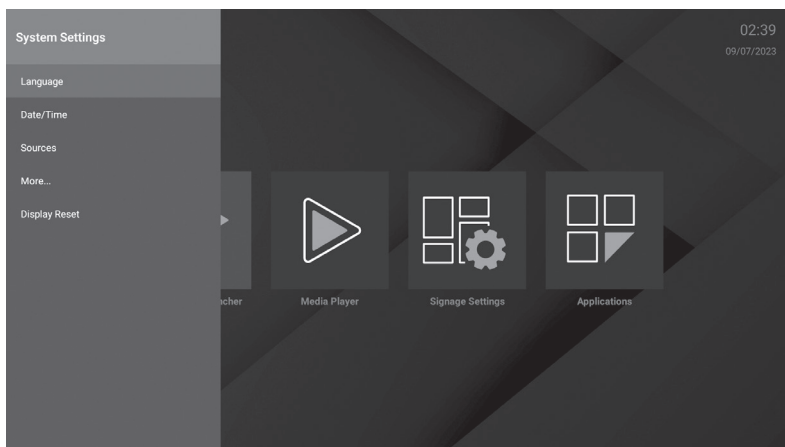 System Settings
02:39
09/07/2023
Language
Date/Time
Sources
More...
Display Reset
Media Player
Signage Settings
Applications